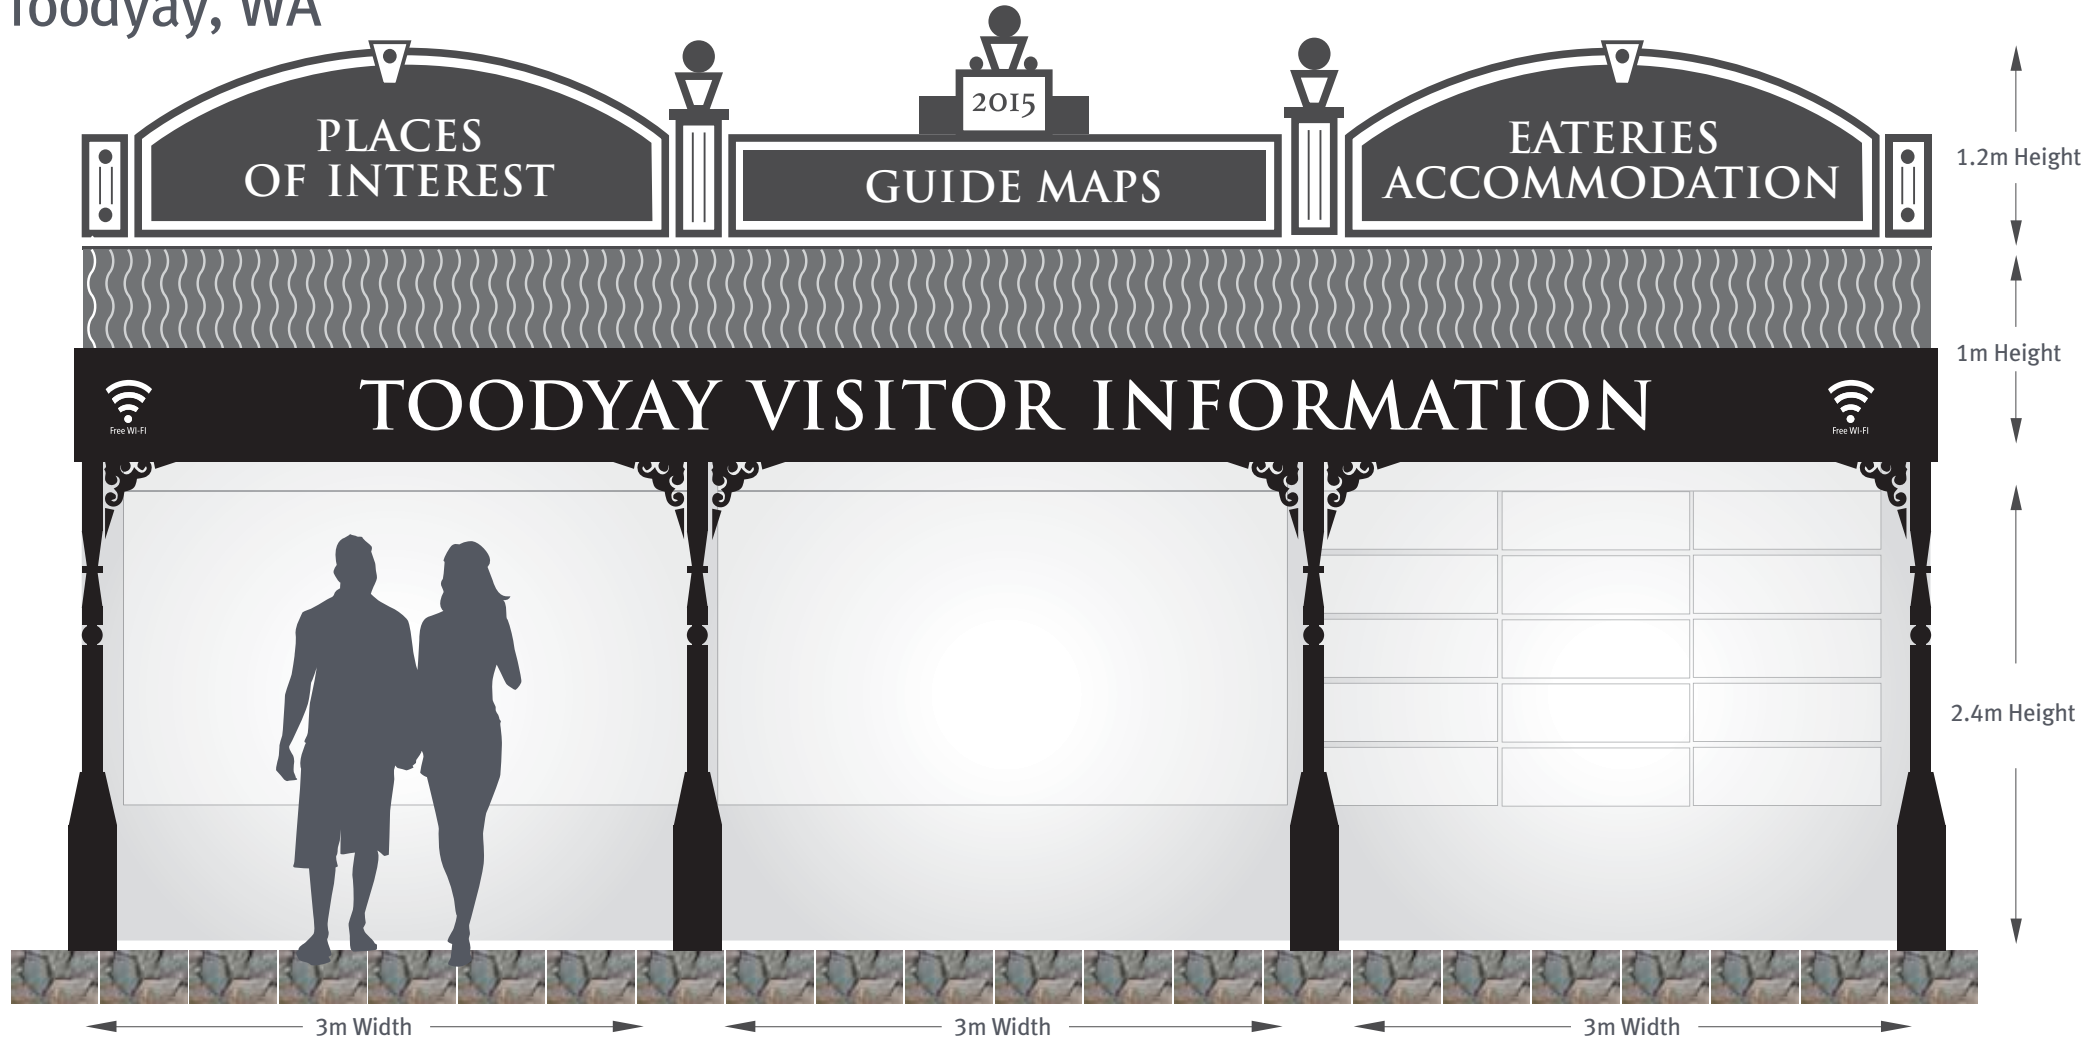 Toodyay, WA
2015
PLACES
OF INTEREST
GUIDE MAPS
EATERIES
ACCOMMODATION
1.2m Height
1m Height
TOODYAY VISITOR INFORMATION
Free WI-FI
Free WI-FI
2.4m Height
3m Width
3m Width
3m Width